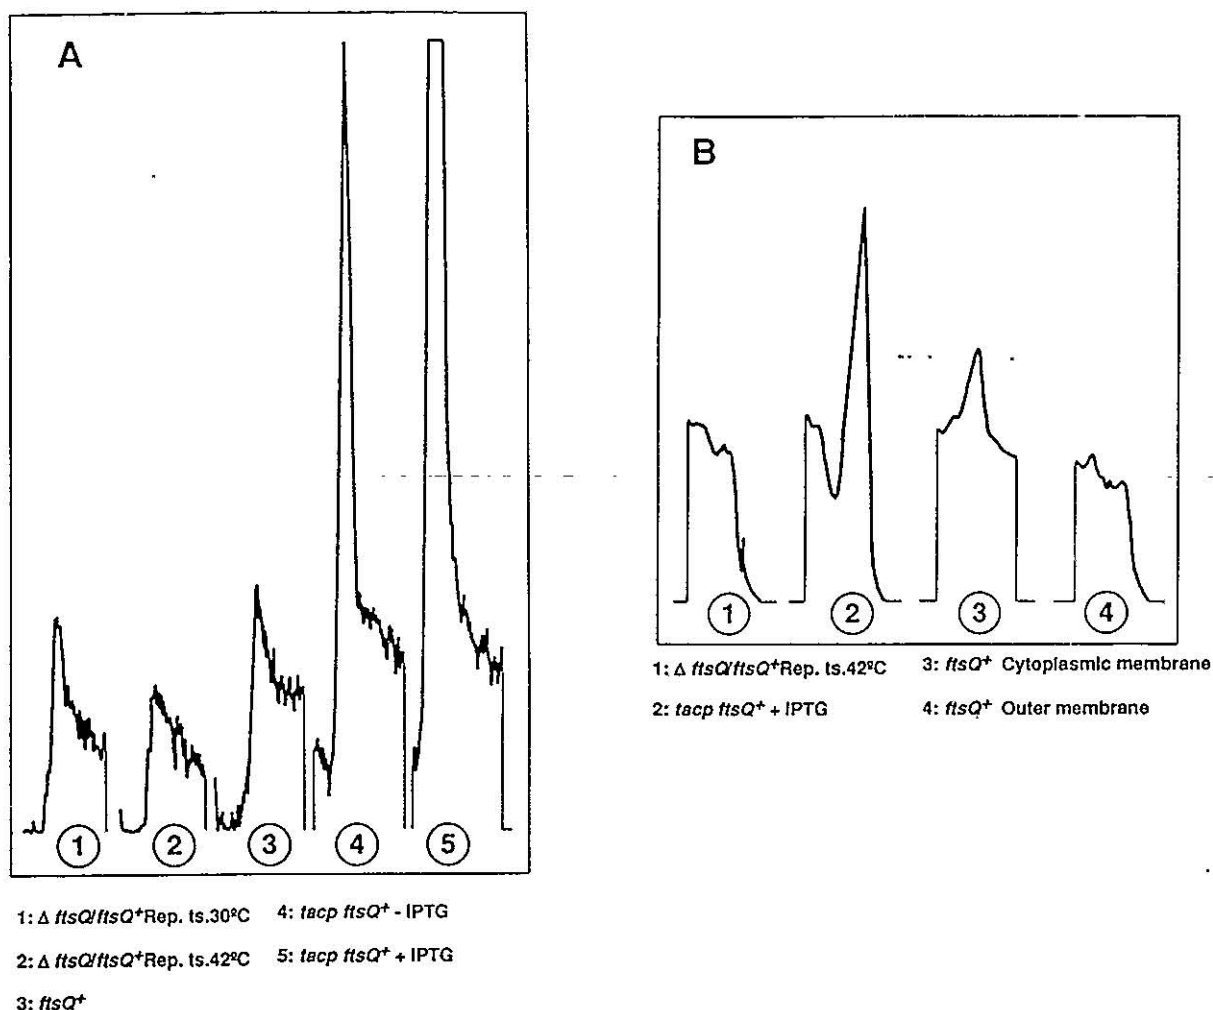 A
1 2 3 4 5
1: Δ ftsQ/ftsQ⁺Rep. ts.30ºC 4: tacp ftsQ⁺ - IPTG
2: Δ ftsQ/ftsQ⁺Rep. ts.42ºC 5: tacp ftsQ⁺ + IPTG
3: ftsQ⁺
B
1 2 3 4
1: Δ ftsQ/ftsQ⁺Rep. ts.42ºC 3: ftsQ⁺ Cytoplasmic membrane
2: tacp ftsQ⁺ + IPTG 4: ftsQ⁺ Outer membrane